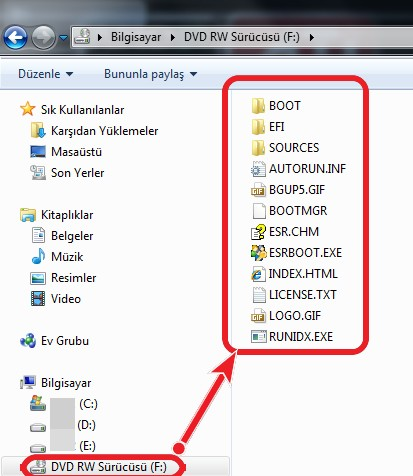 Bilgisayar ▸ DVD RW Sürücüsü (F:) ▸
Düzenle ▾ Bununla paylaş ▾
Sık Kullanılanlar
Karşıdan Yüklemeler
Masaüstü
Son Yerler
Kitaplıklar
Belgeler
Müzik
Resimler
Video
Ev Grubu
Bilgisayar
(C:)
(D:)
(E:)
DVD RW Sürücüsü (F:)
BOOT
EFI
SOURCES
AUTORUN.INF
BGUP5.GIF
BOOTMGR
ESR.CHM
ESRBOOT.EXE
INDEX.HTML
LICENSE.TXT
LOGO.GIF
RUNIDX.EXE